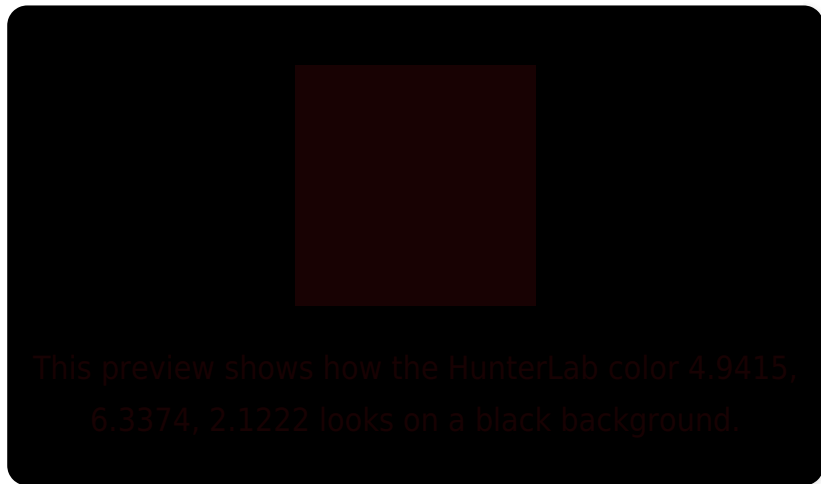 This preview shows how the HunterLab color 4.9415,
6.3374, 2.1222 looks on a black background.